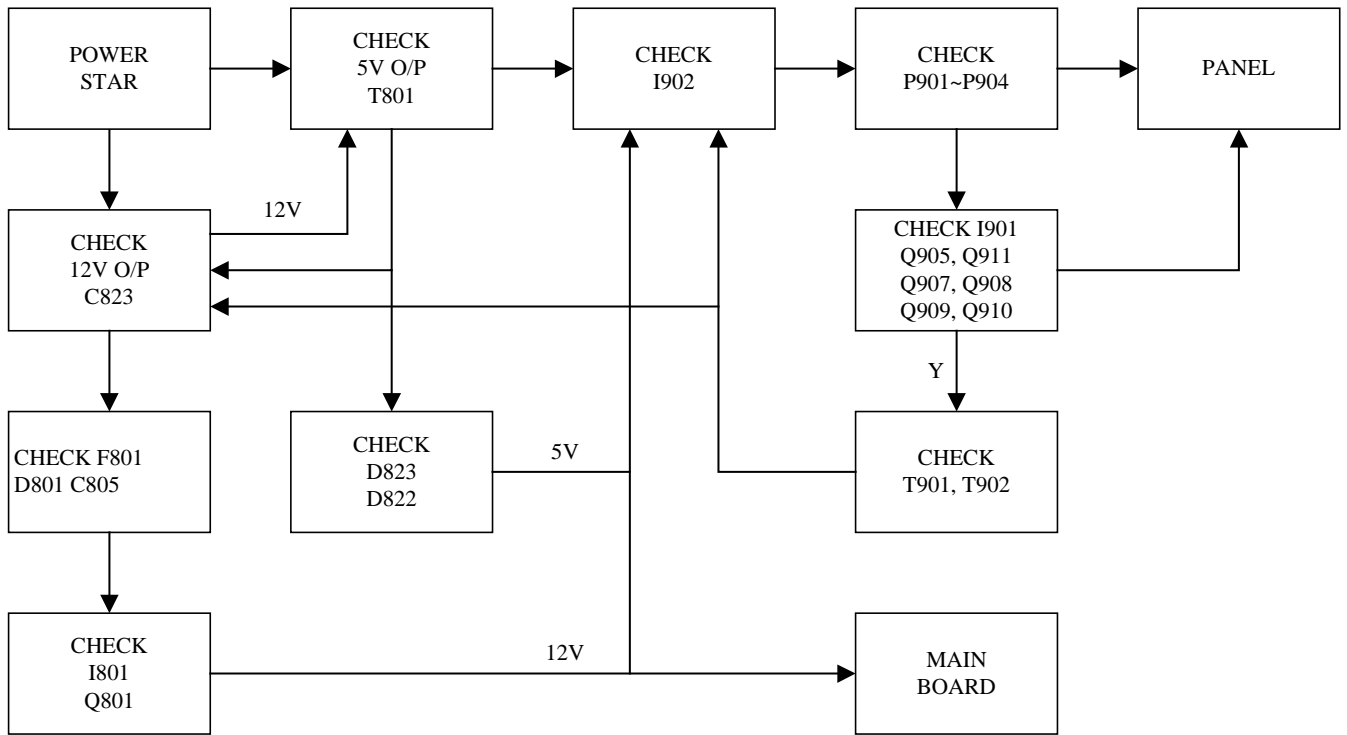 POWER
STAR
CHECK
5V O/P
T801
CHECK
I902
CHECK
P901~P904
PANEL
12V
CHECK
12V O/P
C823
CHECK I901
Q905, Q911
Q907, Q908
Q909, Q910
Y
CHECK F801
D801 C805
CHECK
D823
D822
5V
CHECK
T901, T902
CHECK
I801
Q801
12V
MAIN
BOARD